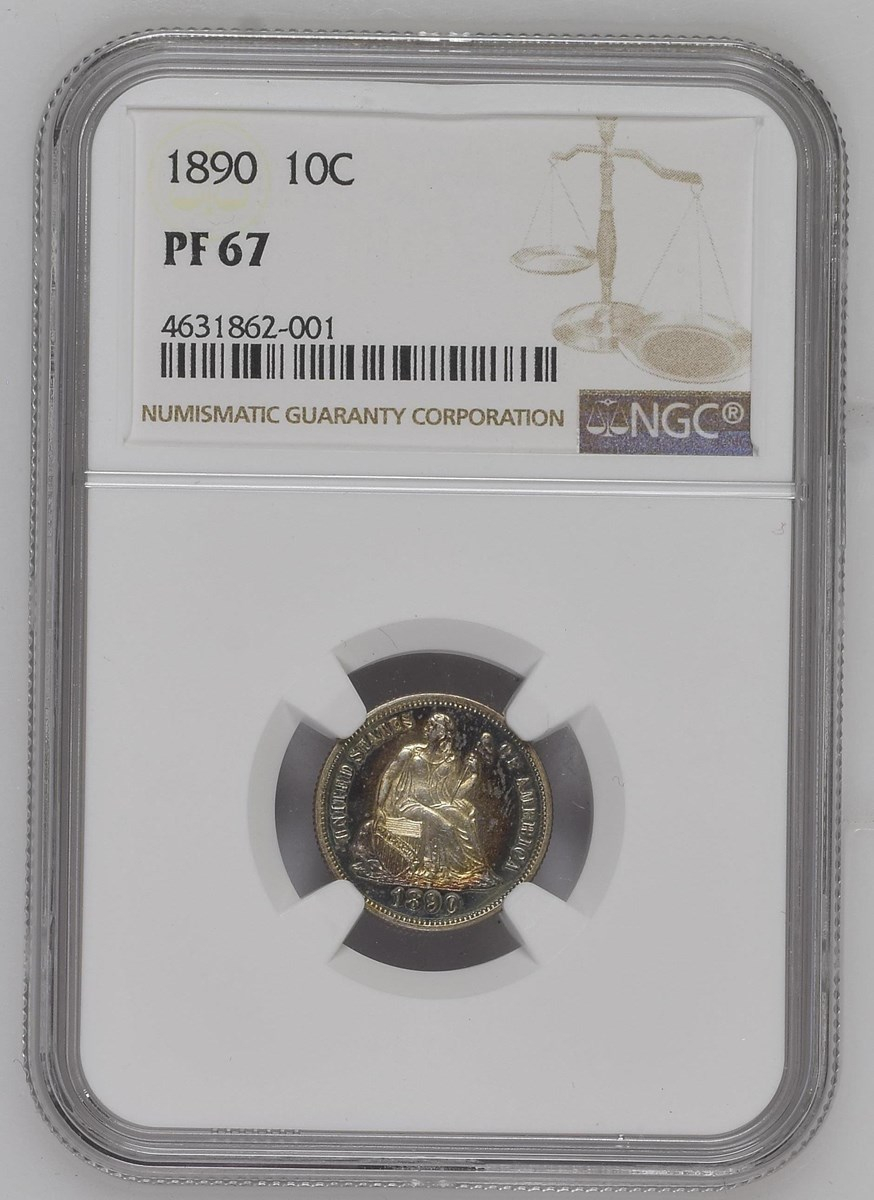 1890 10C
PF 67
4631862-001
NUMISMATIC GUARANTY CORPORATION
NGC®
UNITED STATES OF AMERICA
1890